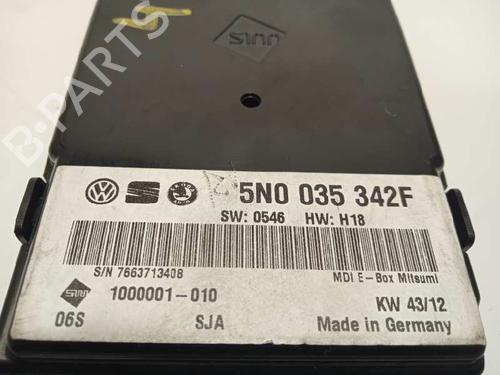 B-PARTS
5N0 035 342F
SW: 0546 HW: H18
S/N 7663713408
MDI E-Box Mitsumi
1000001-010
KW 43/12
06S
SJA
Made in Germany